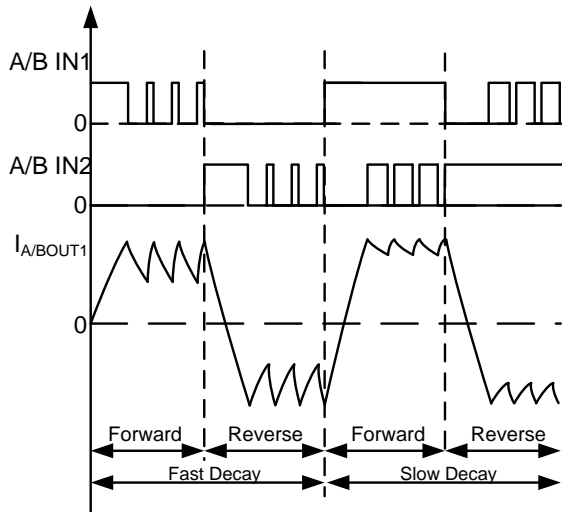 A/B IN1
0
A/B IN2
0
IA/BOUT1
0
Forward Reverse Forward Reverse
Fast Decay Slow Decay